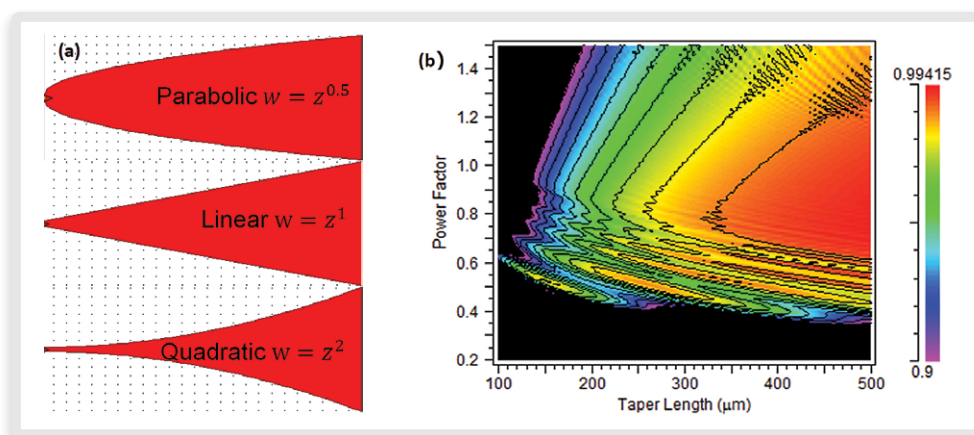 (a)
Parabolic w = z^0.5
Linear w = z^1
Quadratic w = z^2
(b)
Power Factor
1.4
1.2
1.0
0.8
0.6
0.4
0.2
100
200
300
400
500
Taper Length (μm)
0.99415
0.9